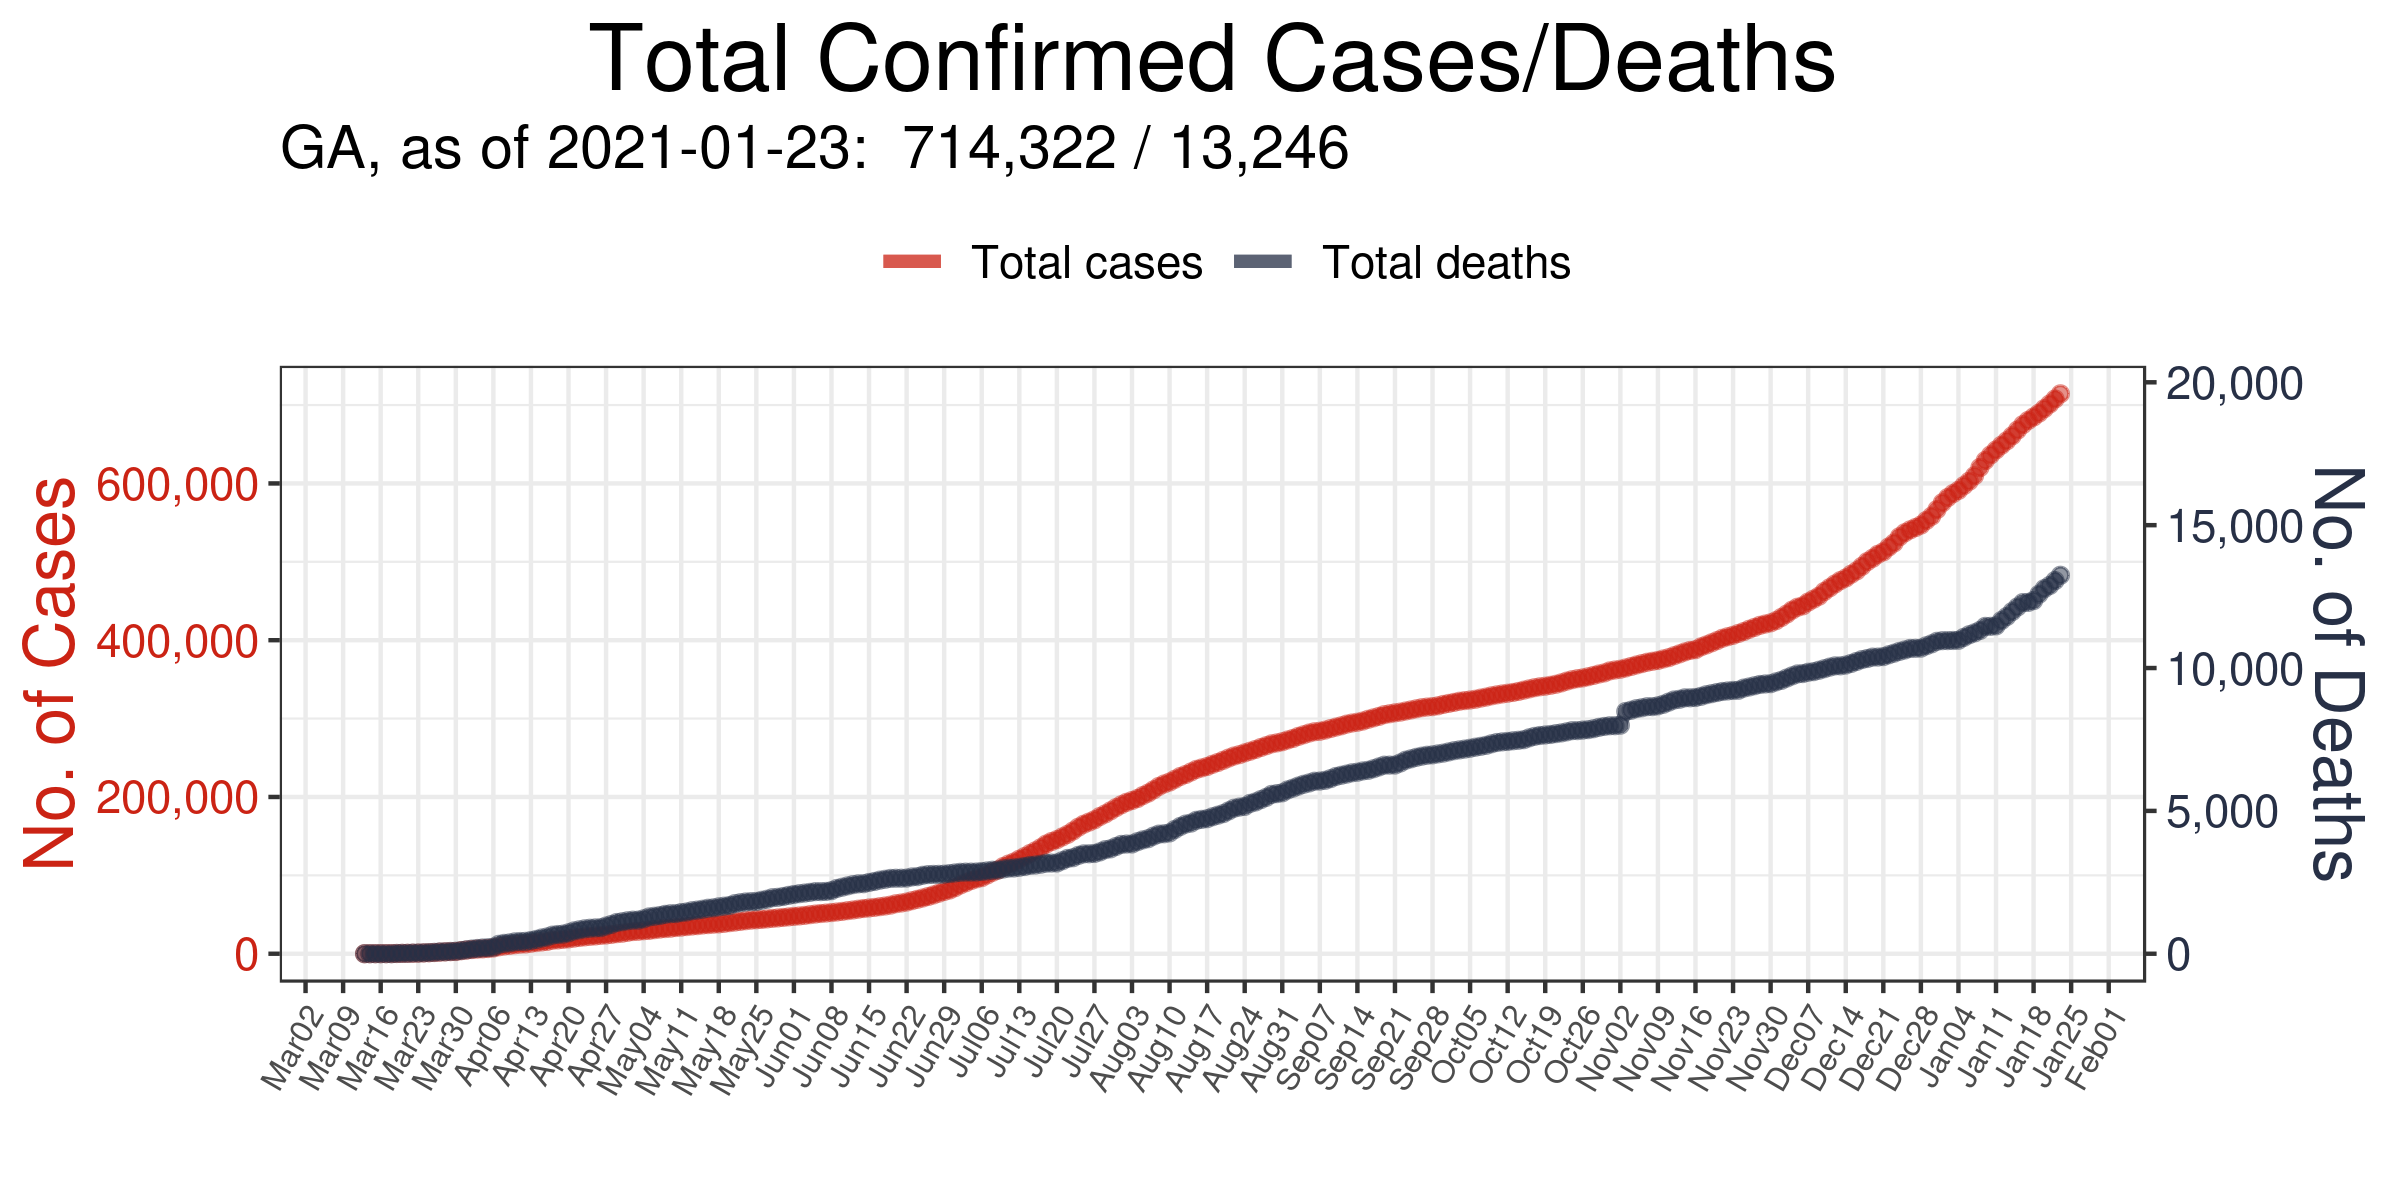 Total Confirmed Cases/Deaths
GA, as of 2021-01-23:  714,322 / 13,246
Total cases
Total deaths
No. of Cases
600,000
400,000
200,000
0
20,000
15,000
10,000
5,000
0
No. of Deaths
Mar02
Mar09
Mar16
Mar23
Mar30
Apr06
Apr13
Apr20
Apr27
May04
May11
May18
May25
Jun01
Jun08
Jun15
Jun22
Jun29
Jul06
Jul13
Jul20
Jul27
Aug03
Aug10
Aug17
Aug24
Aug31
Sep07
Sep14
Sep21
Sep28
Oct05
Oct12
Oct19
Oct26
Nov02
Nov09
Nov16
Nov23
Nov30
Dec07
Dec14
Dec21
Dec28
Jan04
Jan11
Jan18
Jan25
Feb01